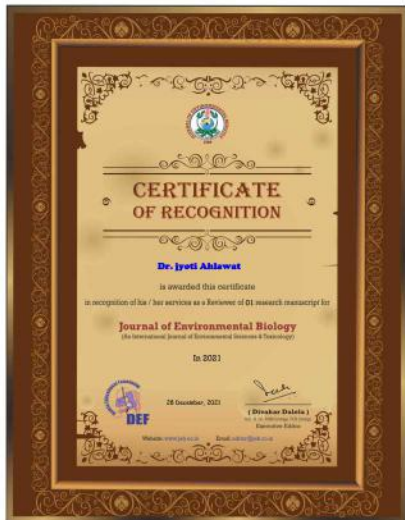 CERTIFICATE
OF RECOGNITION
Dr. Jyoti Ahlawat
is awarded this certificate
in recognition of his / her services as a Reviewer of 01 research manuscript for
Journal of Environmental Biology
(An International Journal of Environmental Sciences & Toxicology)
In 2021
28 December, 2021
DEF
( Divakar Dalela )
Executive Editor
Website: www.jeb.co.in Email: editor@jeb.co.in